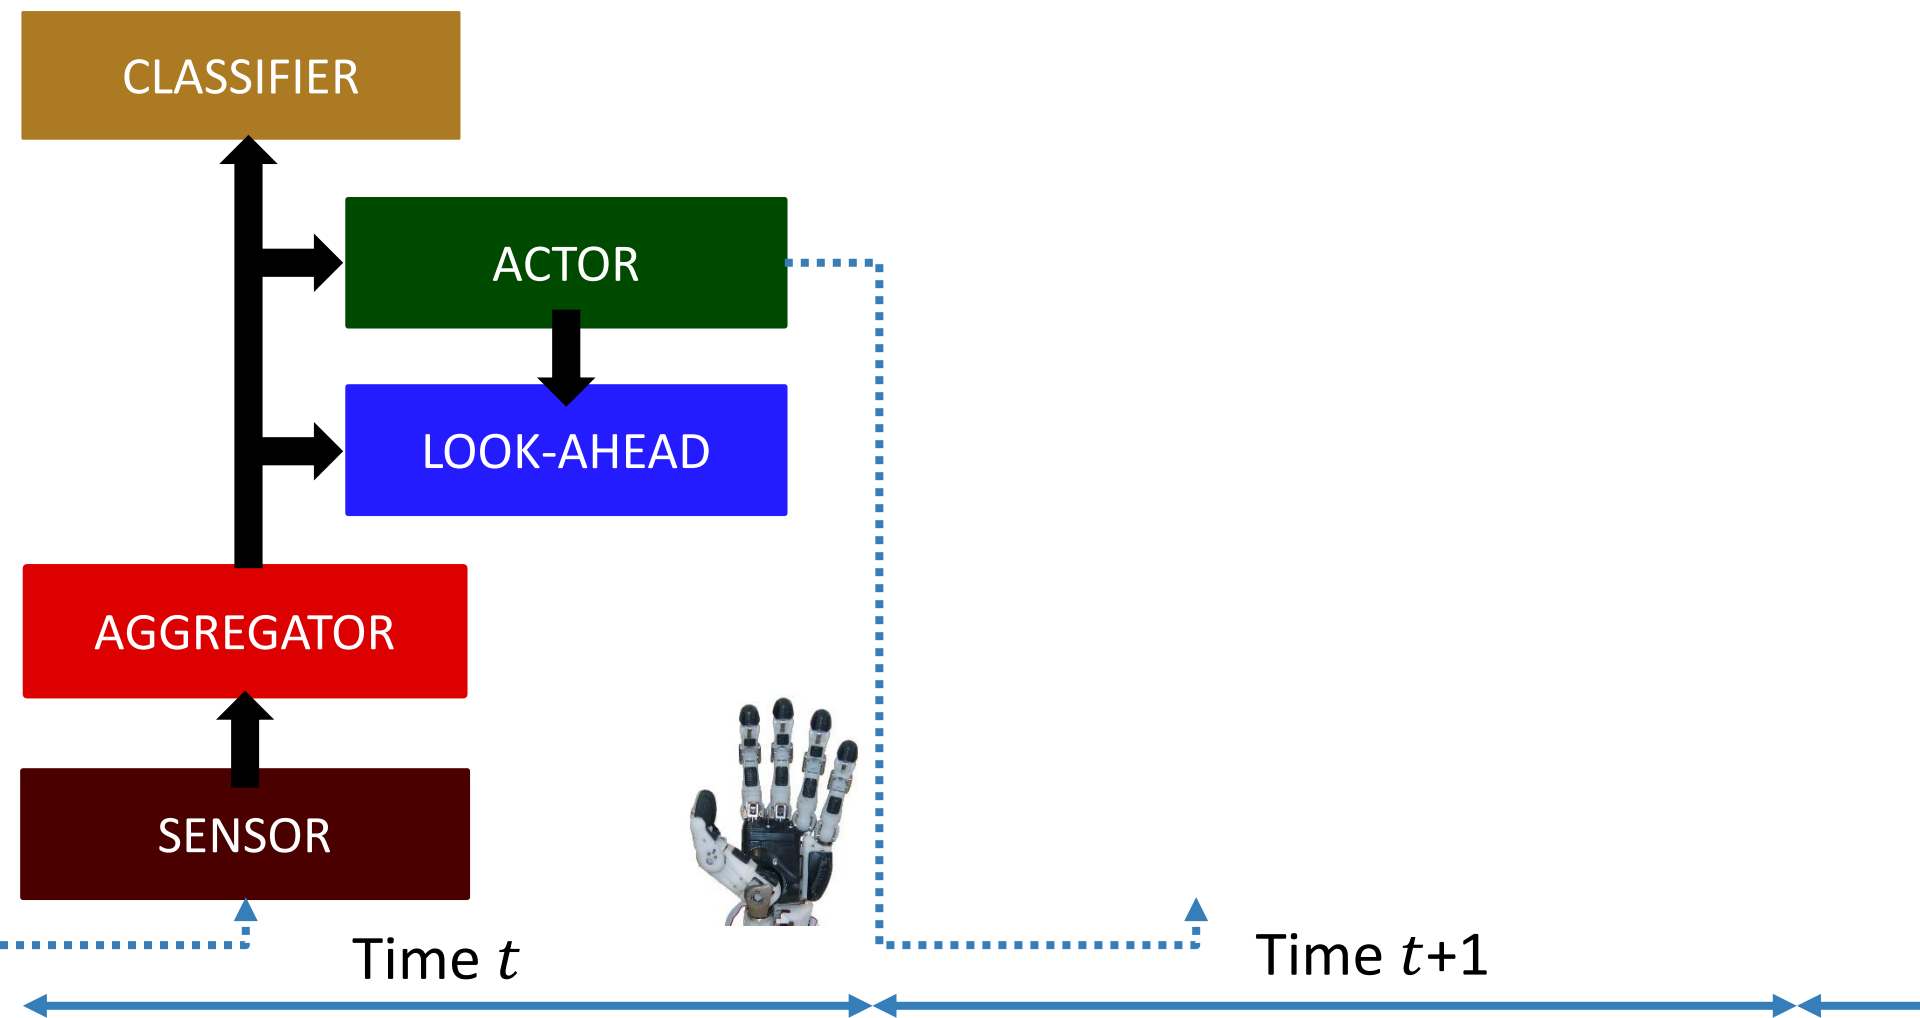 CLASSIFIER
ACTOR
LOOK-AHEAD
AGGREGATOR
SENSOR
Time t
Time t+1